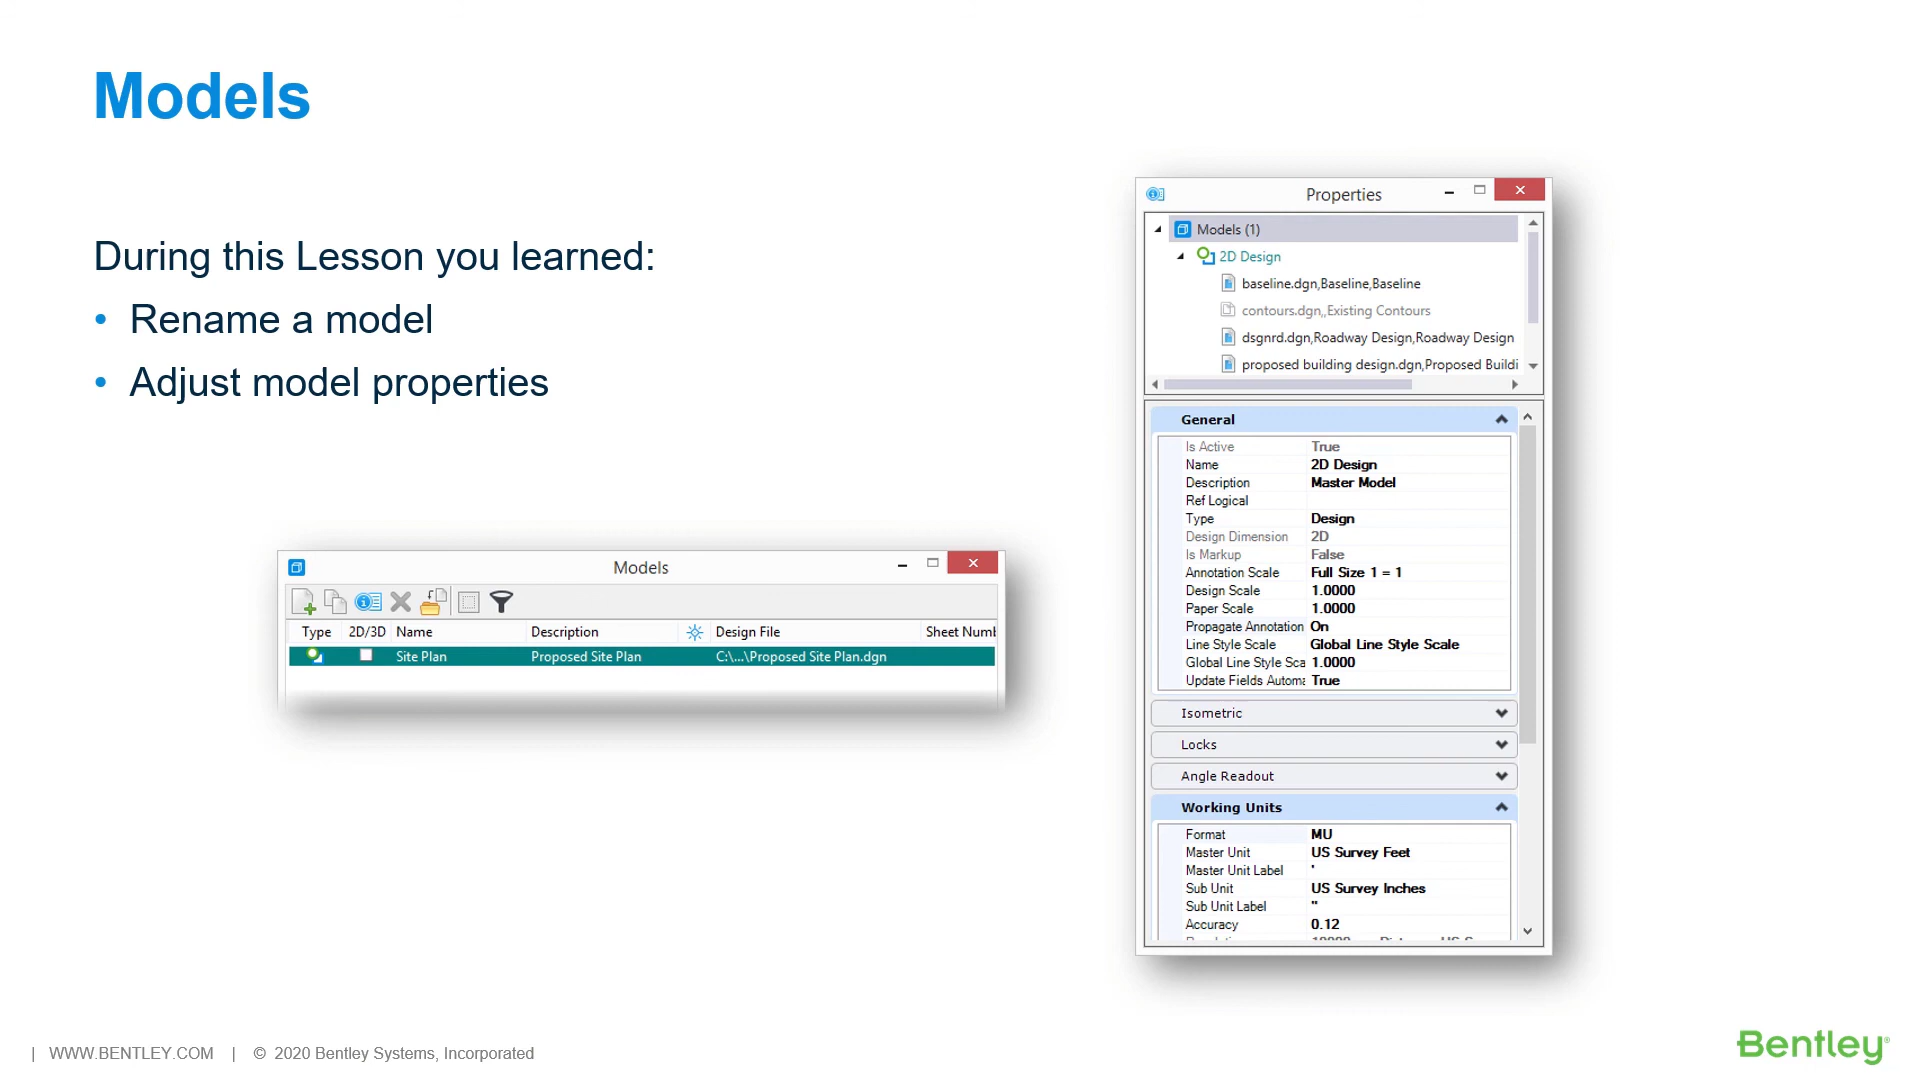 Models
During this Lesson you learned:
• Rename a model
• Adjust model properties
Models
Type 2D/3D Name Description Design File Sheet Numb
Site Plan Proposed Site Plan C:\...\Proposed Site Plan.dgn
Properties
Models (1)
2D Design
baseline.dgn,Baseline,Baseline
contours.dgn,,Existing Contours
dsgnrd.dgn,Roadway Design,Roadway Design
proposed building design.dgn,Proposed Buildi
General
Is Active True
Name 2D Design
Description Master Model
Ref Logical
Type Design
Design Dimension 2D
Is Markup False
Annotation Scale Full Size 1 = 1
Design Scale 1.0000
Paper Scale 1.0000
Propagate Annotation On
Line Style Scale Global Line Style Scale
Global Line Style Sca 1.0000
Update Fields Automa True
Isometric
Locks
Angle Readout
Working Units
Format MU
Master Unit US Survey Feet
Master Unit Label '
Sub Unit US Survey Inches
Sub Unit Label "
Accuracy 0.12
| WWW.BENTLEY.COM | © 2020 Bentley Systems, Incorporated
Bentley®